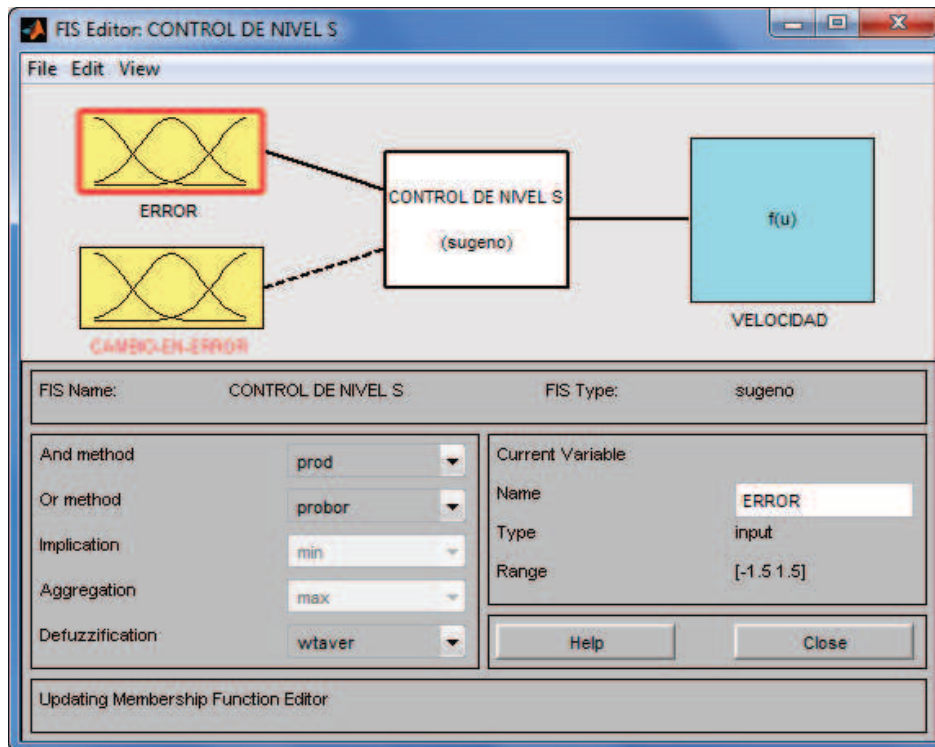 FIS Editor: CONTROL DE NIVEL S
File Edit View
ERROR
CAMBIO-EN-ERROR
CONTROL DE NIVEL S
(sugeno)
f(u)
VELOCIDAD
FIS Name: CONTROL DE NIVEL S FIS Type: sugeno
And method prod
Or method probor
Implication min
Aggregation max
Defuzzification wtaver
Current Variable
Name ERROR
Type input
Range [-1.5 1.5]
Help Close
Updating Membership Function Editor